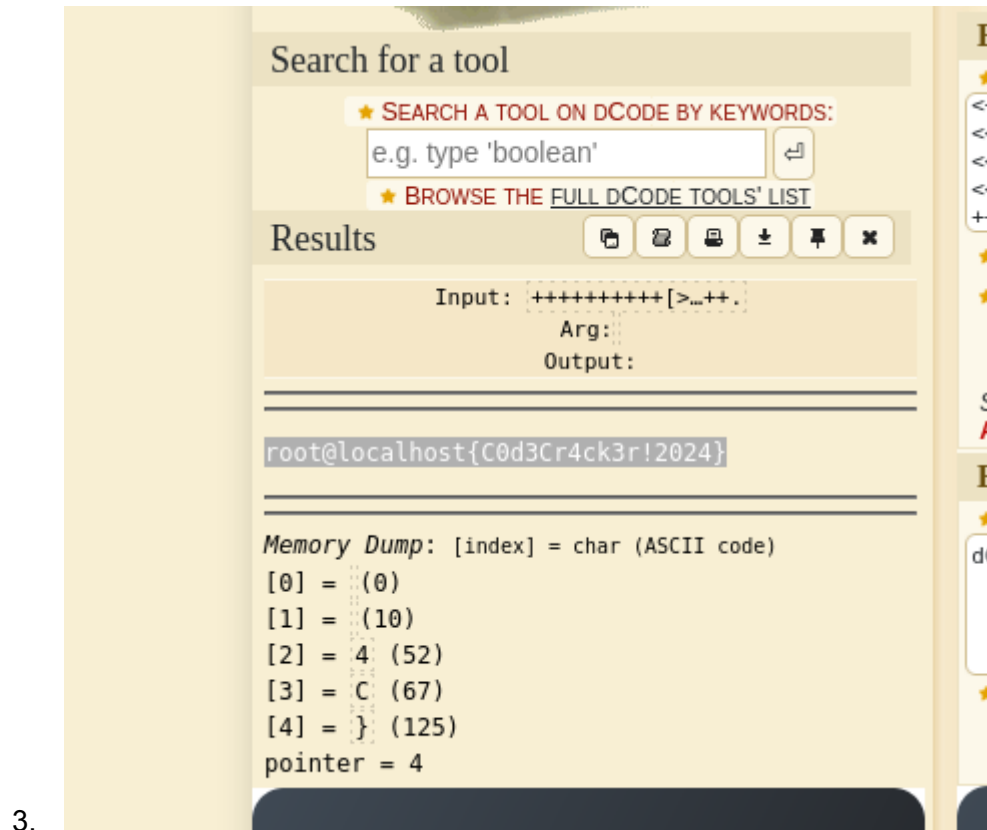 Search for a tool
SEARCH A TOOL ON DCODE BY KEYWORDS:
e.g. type 'boolean'
BROWSE THE FULL DCODE TOOLS' LIST
Results
Input: ++++++++++[>…++.
Arg:
Output:
root@localhost{C0d3Cr4ck3r!2024}
Memory Dump: [index] = char (ASCII code)
[0] = (0)
[1] = (10)
[2] = 4 (52)
[3] = C (67)
[4] = } (125)
pointer = 4
3.